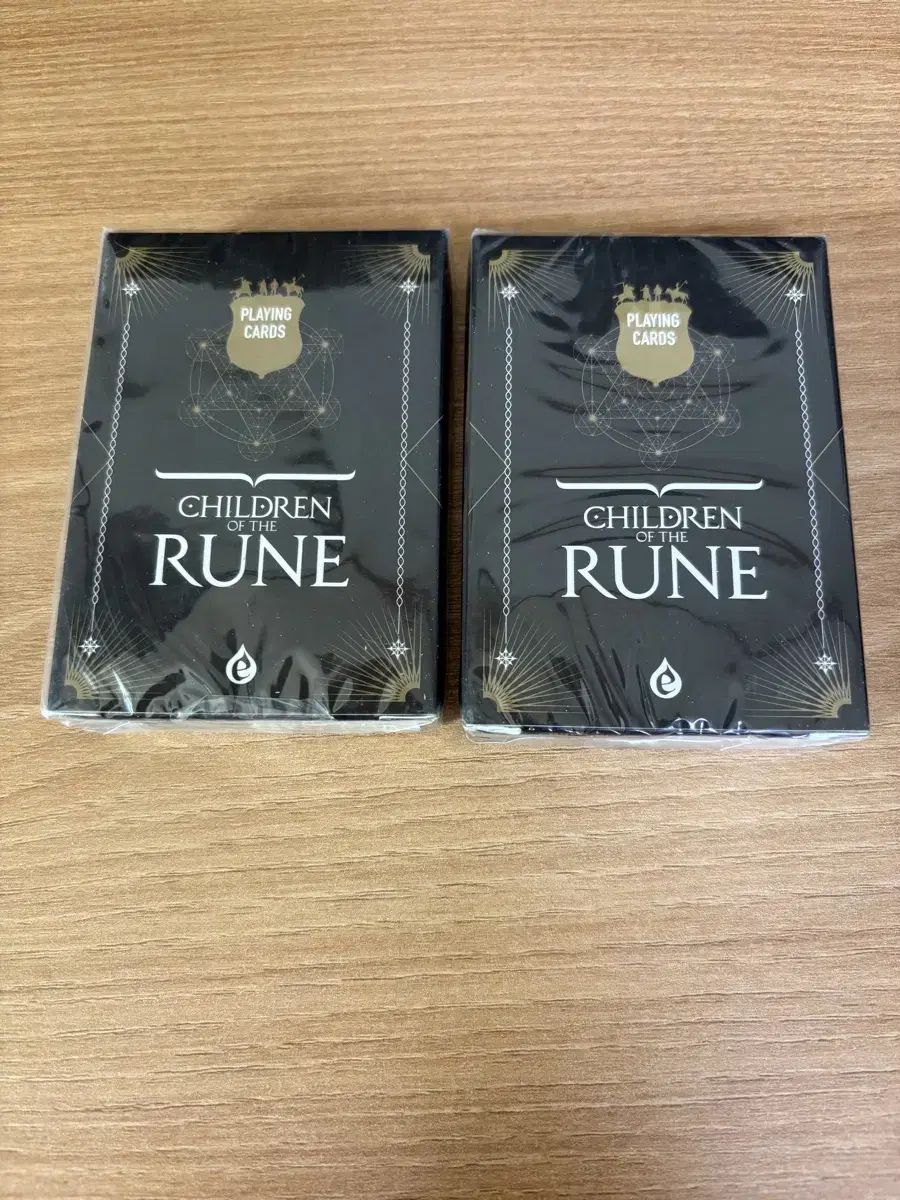 PLAYING
CARDS
CHILDREN
OF THE
RUNE
e
PLAYING
CARDS
CHILDREN
OF THE
RUNE
e